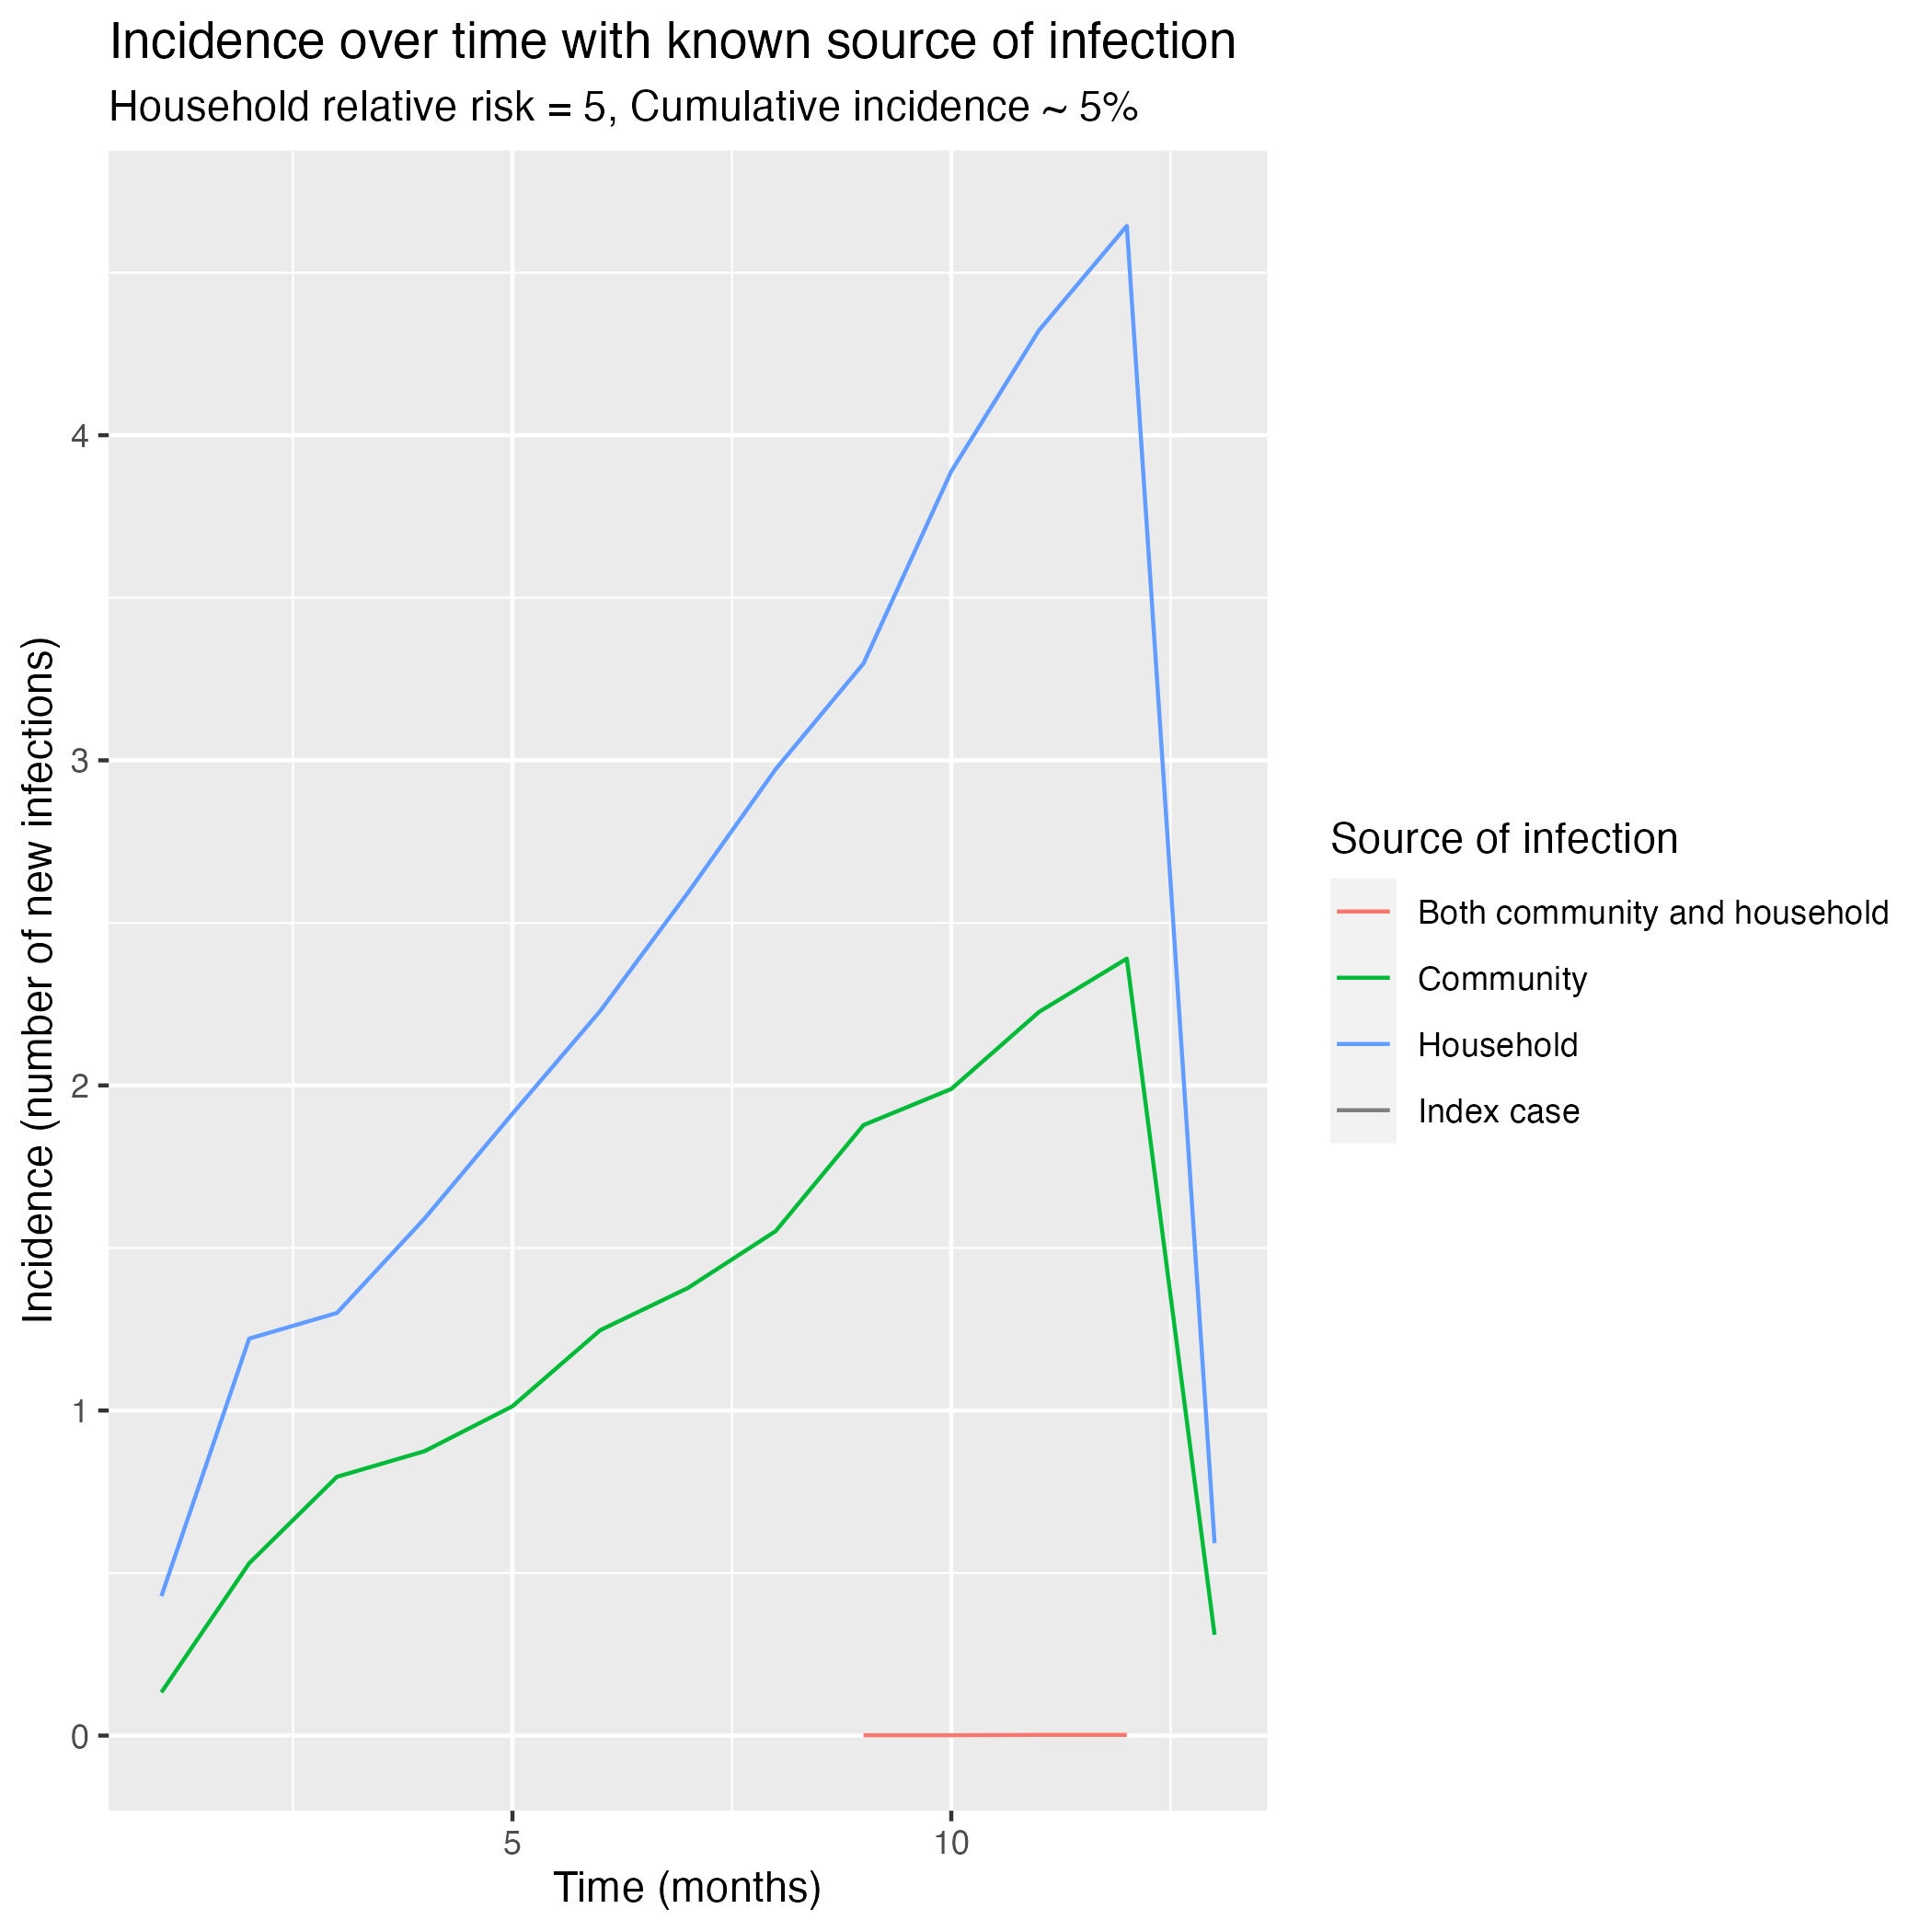 Incidence over time with known source of infection
Household relative risk = 5, Cumulative incidence ~ 5%
Incidence (number of new infections)
4
3
2
1
0
5
10
Time (months)
Source of infection
Both community and household
Community
Household
Index case